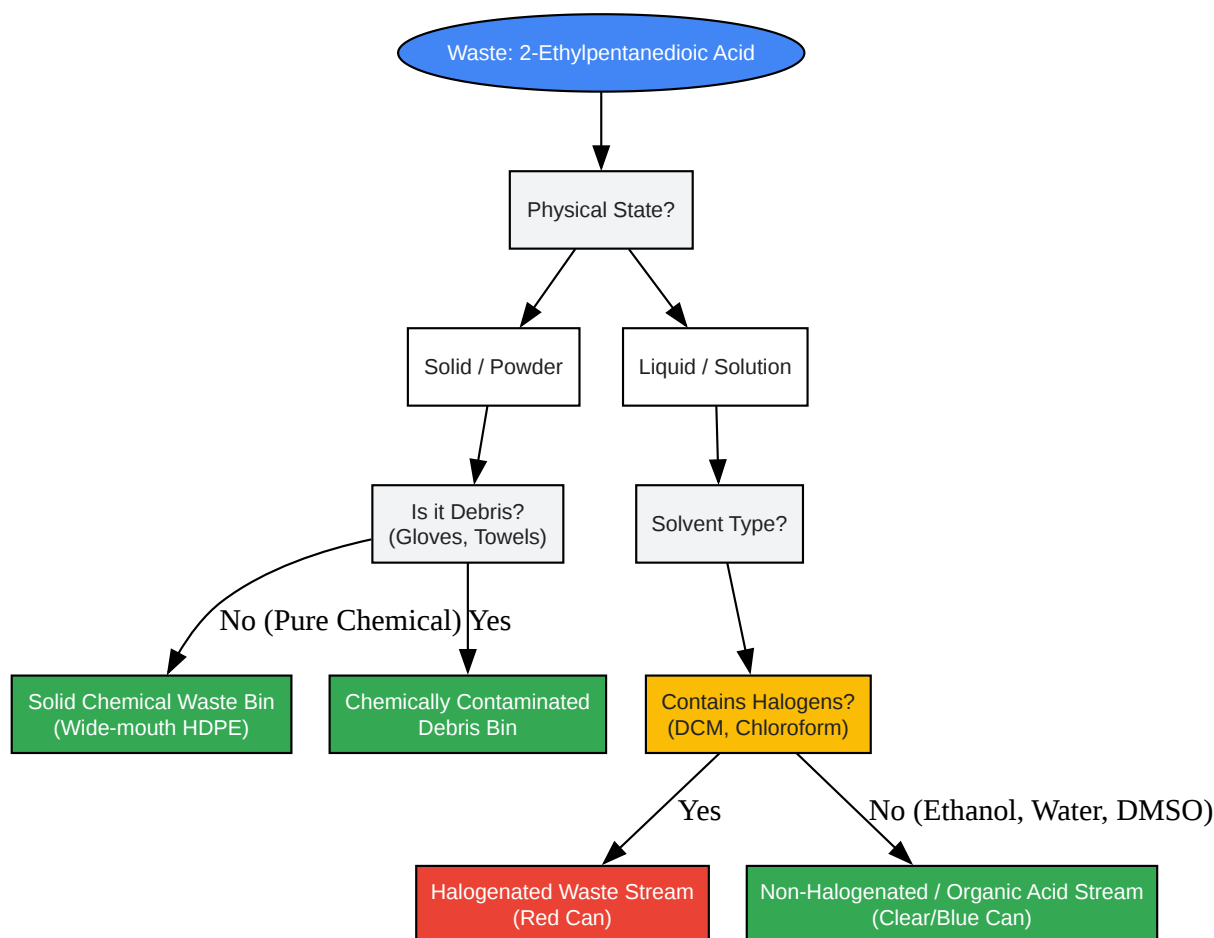 Waste: 2-Ethylpentanedioic Acid
Physical State?
Solid / Powder
Liquid / Solution
Is it Debris?
(Gloves, Towels)
Solvent Type?
No (Pure Chemical)
Yes
Solid Chemical Waste Bin
(Wide-mouth HDPE)
Chemically Contaminated
Debris Bin
Contains Halogens?
(DCM, Chloroform)
Yes
No (Ethanol, Water, DMSO)
Halogenated Waste Stream
(Red Can)
Non-Halogenated / Organic Acid Stream
(Clear/Blue Can)